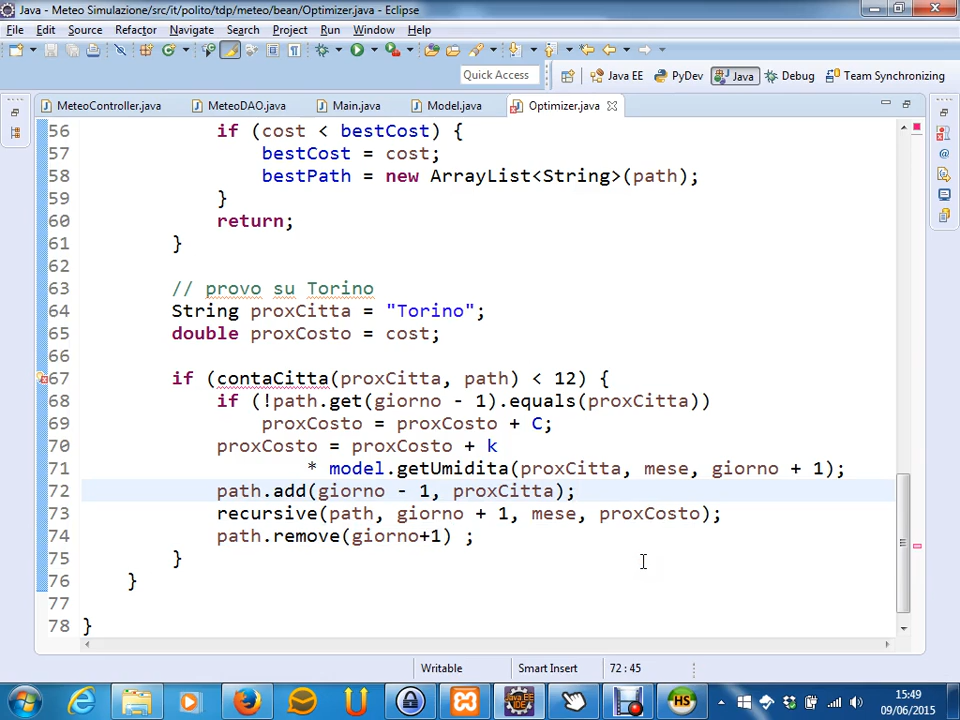 Java - Meteo Simulazione/src/it/polito/tdp/meteo/bean/Optimizer.java - Eclipse
File Edit Source Refactor Navigate Search Project Run Window Help
Quick Access Java EE PyDev Java Debug Team Synchronizing
MeteoController.java MeteoDAO.java Main.java Model.java Optimizer.java
56 if (cost < bestCost) {
57 bestCost = cost;
58 bestPath = new ArrayList<String>(path);
59 }
60 return;
61 }
62
63 // provo su Torino
64 String proxCitta = "Torino";
65 double proxCosto = cost;
66
67 if (contaCitta(proxCitta, path) < 12) {
68 if (!path.get(giorno - 1).equals(proxCitta))
69 proxCosto = proxCosto + C;
70 proxCosto = proxCosto + k
71 * model.getUmidita(proxCitta, mese, giorno + 1);
72 path.add(giorno - 1, proxCitta);
73 recursive(path, giorno + 1, mese, proxCosto);
74 path.remove(giorno+1) ;
75 }
76 }
77
78 }
Writable Smart Insert 72 : 45
15:49
09/06/2015